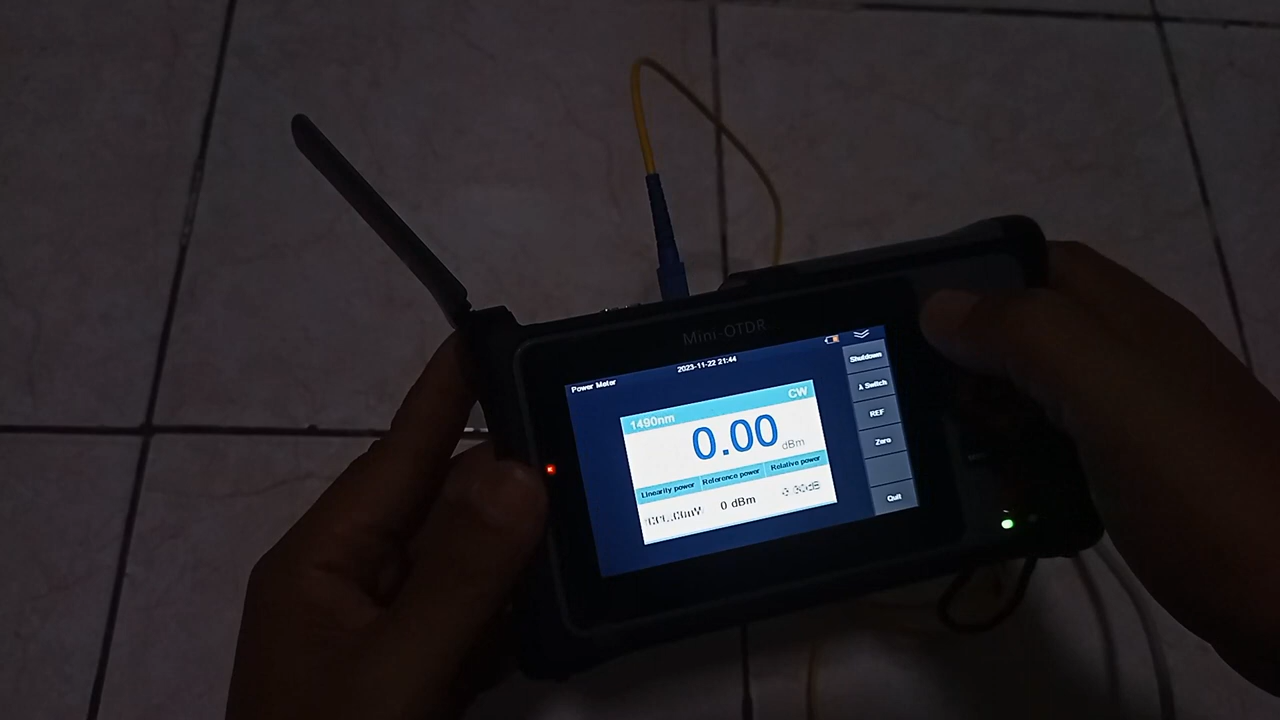 Mini-OTDR
2023-11-22 21:44
Power Meter
1490nm CW
0.00 dBm
Linearity power Reference power Relative power
0 dBm
Shutdown
λ Switch
REF
Zero
Quit